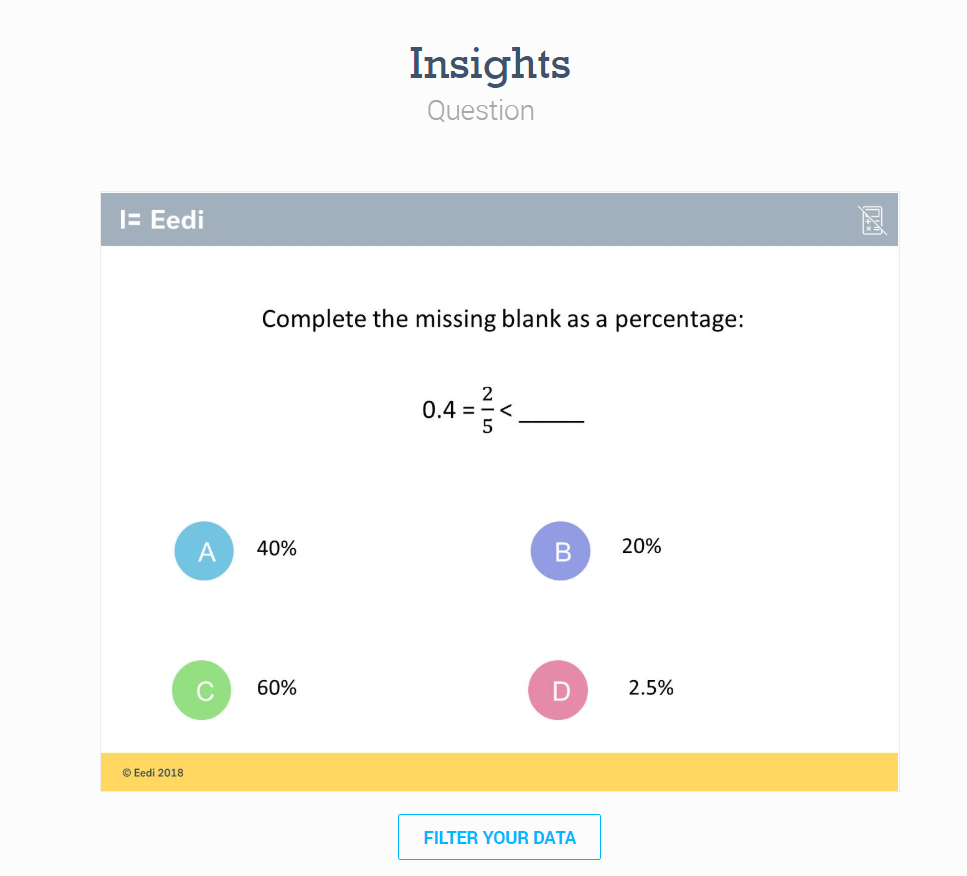 Insights
Question
Eedi
Complete the missing blank as a percentage:
0.4 = 2/5 < _____
A 40%
B 20%
C 60%
D 2.5%
© Eedi 2018
FILTER YOUR DATA